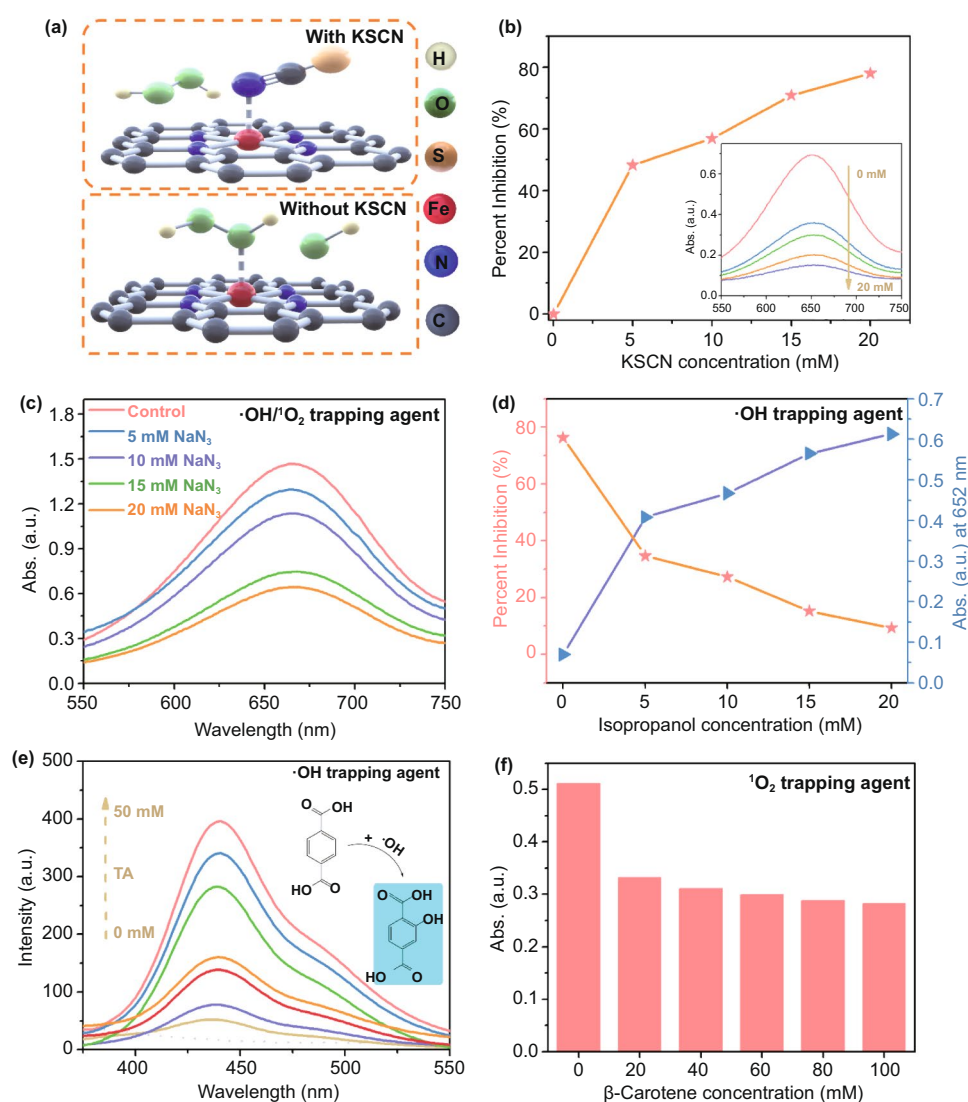 (a)
With KSCN
Without KSCN
H
O
S
Fe
N
C
(b)
Percent Inhibition (%)
80
60
40
20
0
0 5 10 15 20
KSCN concentration (mM)
Abs. (a.u.)
0.6
0.4
0.2
0.0
550 600 650 700 750
0 mM
20 mM
(c)
·OH/¹O₂ trapping agent
Control
5 mM NaN₃
10 mM NaN₃
15 mM NaN₃
20 mM NaN₃
Abs. (a.u.)
1.8
1.5
1.2
0.9
0.6
0.3
0.0
550 600 650 700 750
Wavelength (nm)
(d)
·OH trapping agent
Percent Inhibition (%)
80
60
40
20
0
0 5 10 15 20
Isopropanol concentration (mM)
0.7
0.6
0.5
0.4
0.3
0.2
0.1
0.0
Abs. (a.u.) at 652 nm
(e)
·OH trapping agent
Intensity (a.u.)
500
400
300
200
100
0
50 mM
TA
0 mM
O OH
HO O
+ ·OH
O OH
OH
HO O
400 450 500 550
Wavelength (nm)
(f)
¹O₂ trapping agent
Abs. (a.u.)
0.5
0.4
0.3
0.2
0.1
0.0
0 20 40 60 80 100
β-Carotene concentration (mM)